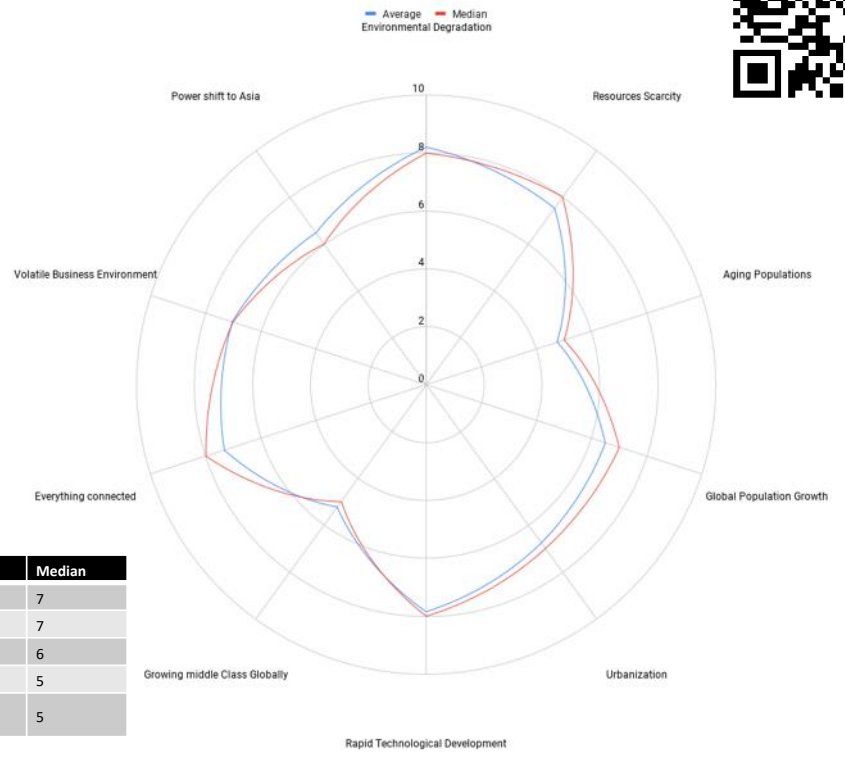 Average Median
Environmental Degradation
10
Power shift to Asia
Resources Scarcity
8
6
Volatile Business Environment
4
Aging Populations
2
0
Everything connected
Global Population Growth
Median
7
7
6
5
5
Growing middle Class Globally
Urbanization
Rapid Technological Development